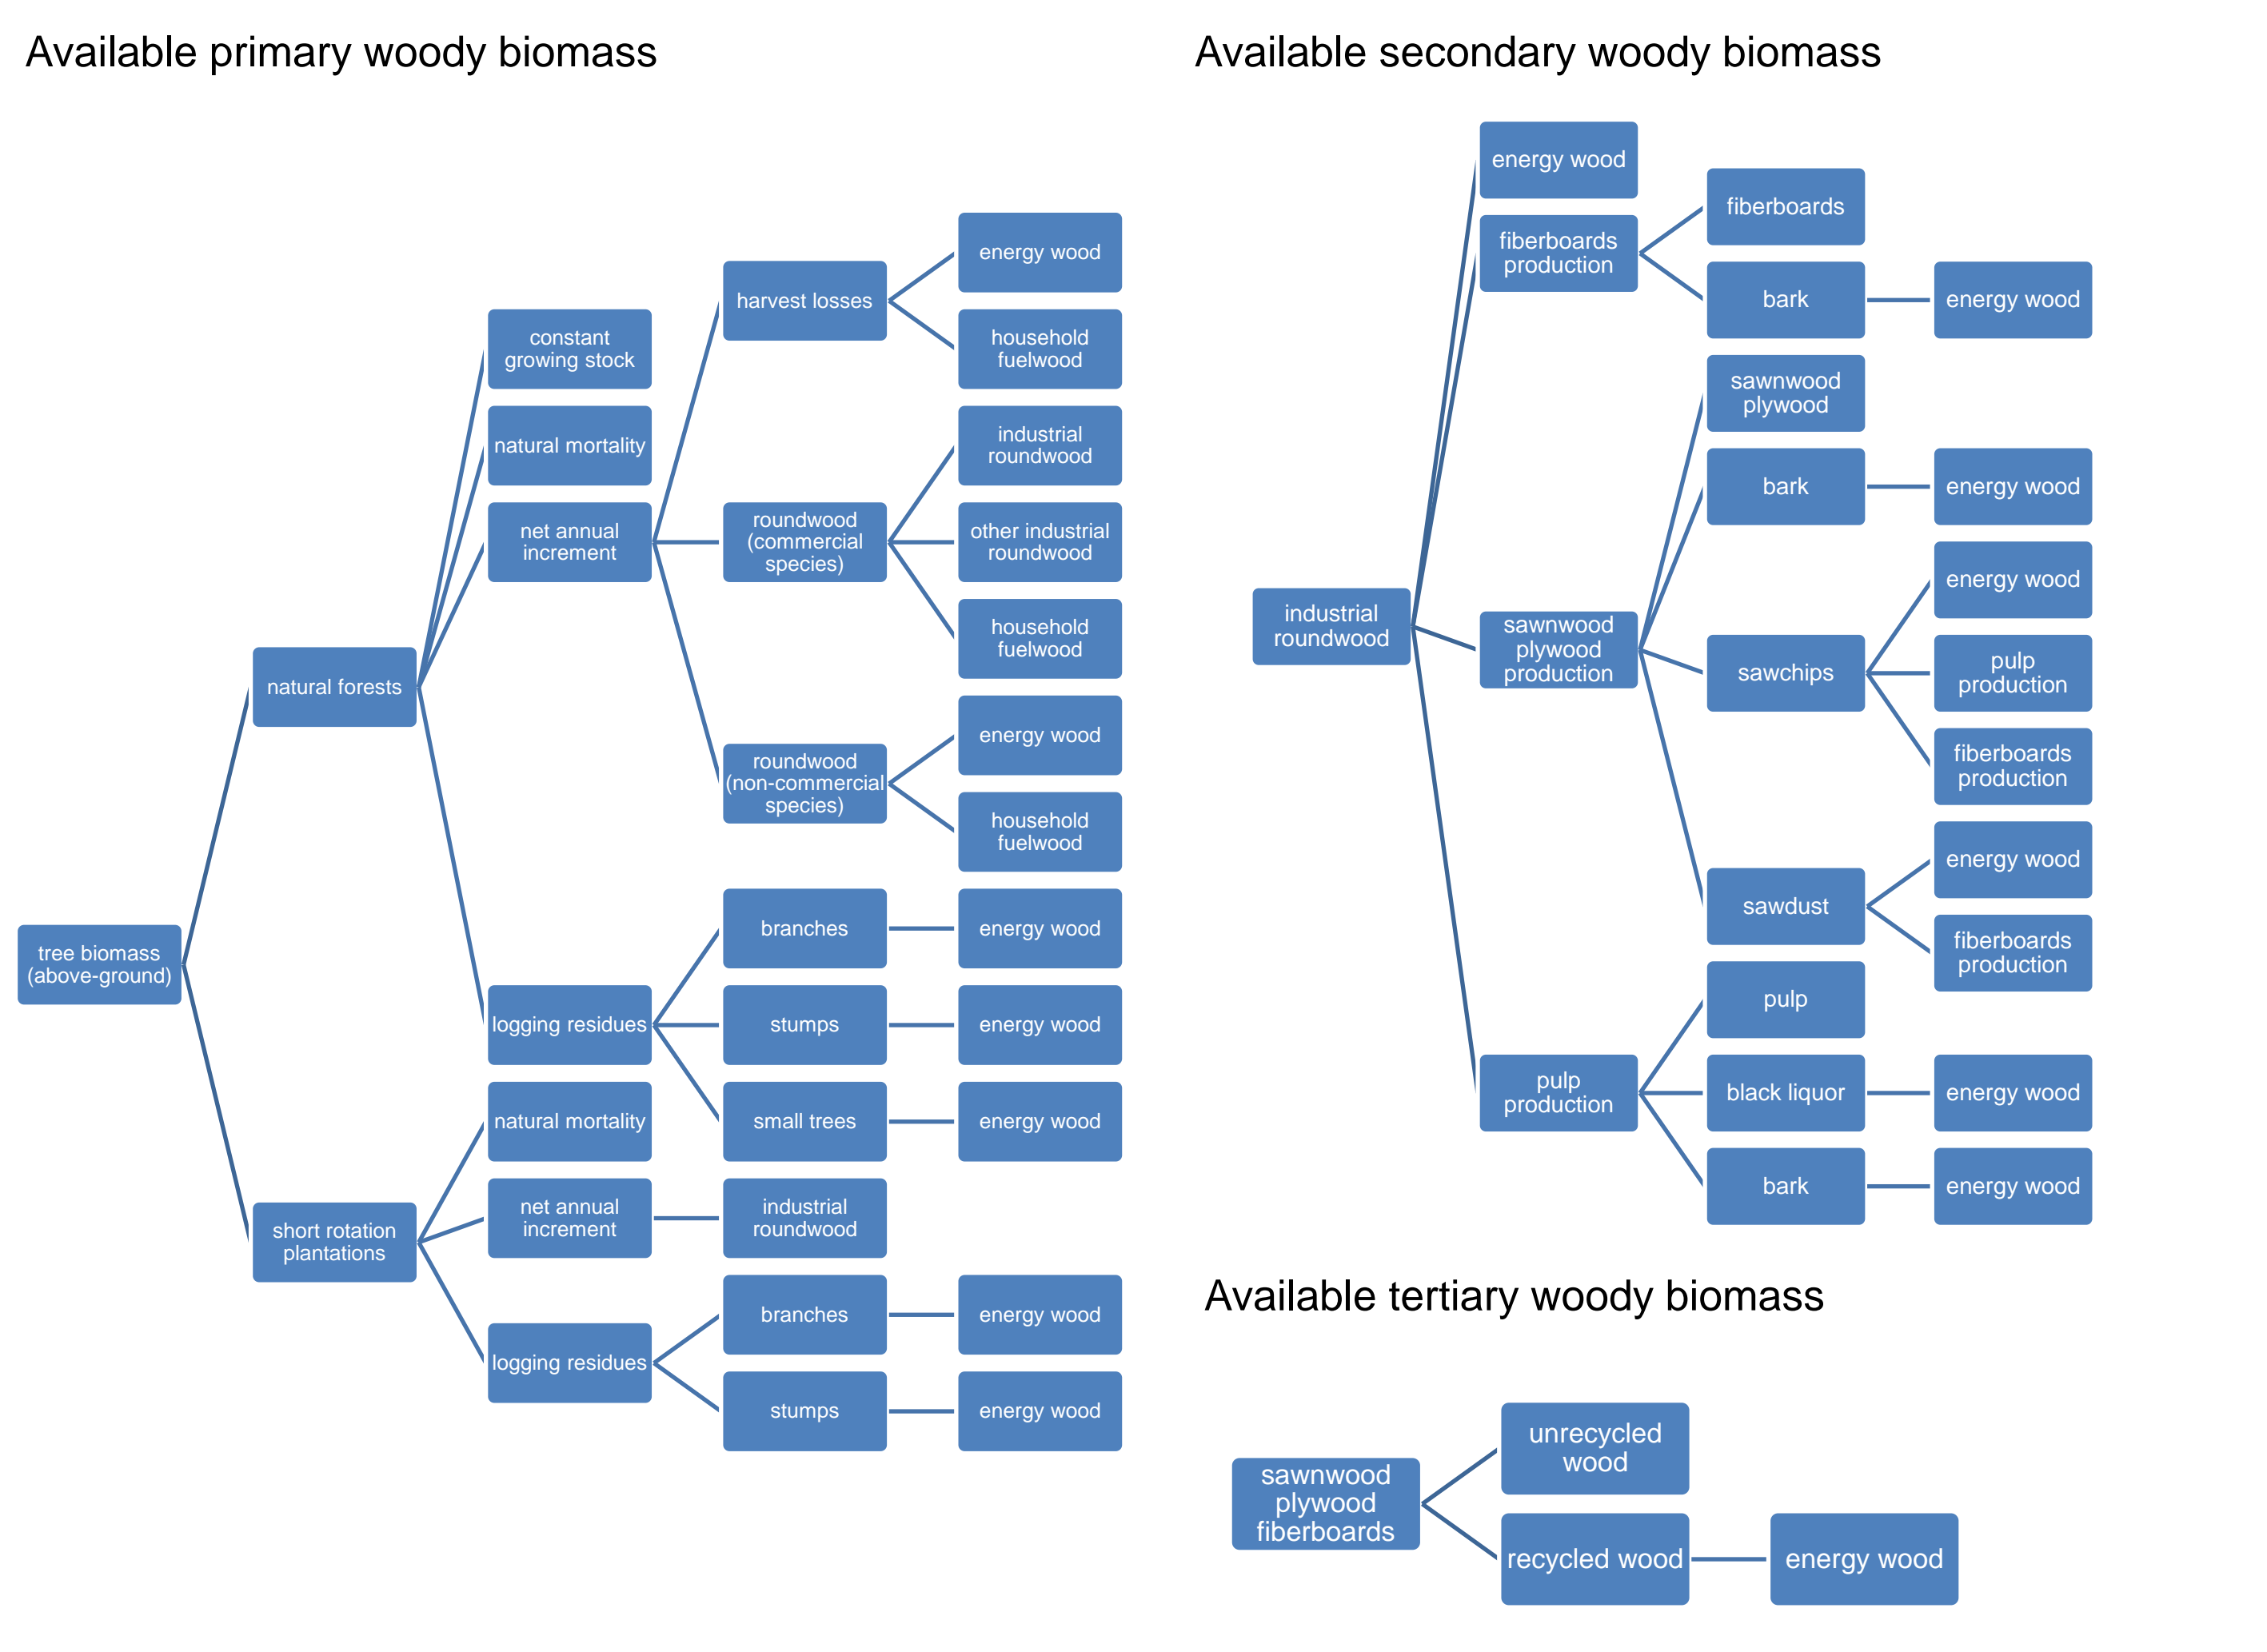 Available primary woody biomass
tree biomass
(above-ground)
natural forests
short rotation
plantations
constant
growing stock
natural mortality
net annual
increment
logging residues
natural mortality
net annual
increment
logging residues
harvest losses
roundwood
(commercial
species)
roundwood
(non-commercial
species)
branches
stumps
small trees
industrial
roundwood
branches
stumps
energy wood
household
fuelwood
industrial
roundwood
other industrial
roundwood
household
fuelwood
energy wood
household
fuelwood
energy wood
energy wood
energy wood
energy wood
energy wood
Available secondary woody biomass
industrial
roundwood
energy wood
fiberboards
production
sawnwood
plywood
production
pulp
production
fiberboards
bark
sawnwood
plywood
bark
sawchips
sawdust
pulp
black liquor
bark
energy wood
energy wood
energy wood
pulp
production
fiberboards
production
energy wood
fiberboards
production
energy wood
energy wood
Available tertiary woody biomass
sawnwood
plywood
fiberboards
unrecycled
wood
recycled wood
energy wood